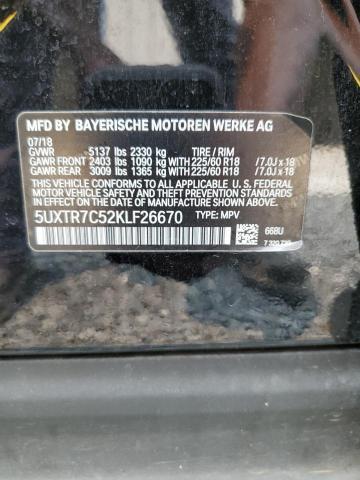 MFD BY BAYERISCHE MOTOREN WERKE AG
07/18
GVWR 5137 lbs 2330 kg TIRE / RIM
GAWR FRONT 2403 lbs 1090 kg WITH 225/60 R18 /7.0J x 18
GAWR REAR 3009 lbs 1365 kg WITH 225/60 R18 /7.0J x 18
THIS VEHICLE CONFORMS TO ALL APPLICABLE FEDERAL MOTOR VEHICLE
SAFETY STANDARDS IN EFFECT ON THE DATE OF MANUFACTURE SHOWN ABOVE.
5UXTR7C52KLF26670 TYPE: MPV
668U